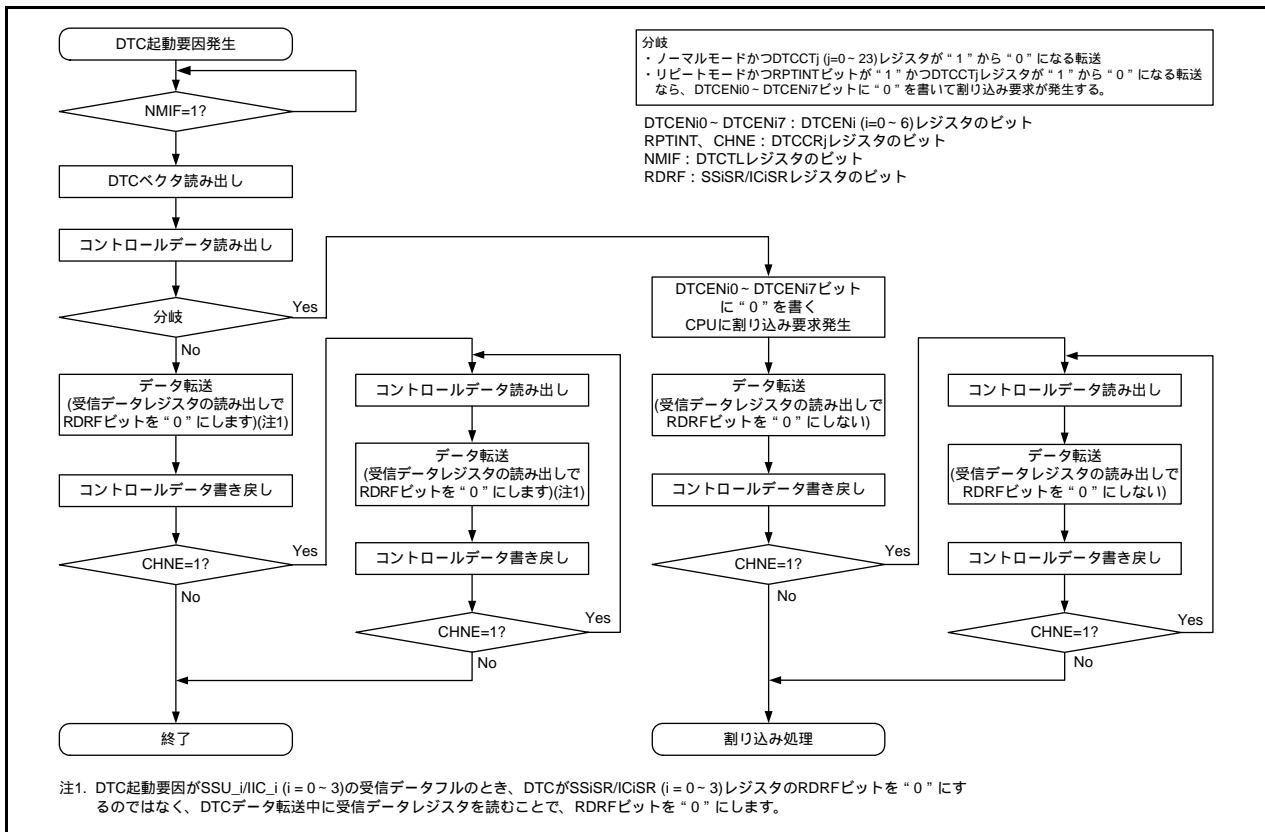 DTC起動要因発生
NMIF=1?
DTCベクタ読み出し
コントロールデータ読み出し
分岐
Yes
No
データ転送
(受信データレジスタの読み出しで
RDRFビットを“0”にします)(注1)
コントロールデータ書き戻し
CHNE=1?
Yes
No
終了
コントロールデータ読み出し
データ転送
(受信データレジスタの読み出しで
RDRFビットを“0”にします)(注1)
コントロールデータ書き戻し
CHNE=1?
Yes
No
分岐
・ノーマルモードかつDTCCTj (j=0~23)レジスタが“1”から“0”になる転送
・リピートモードかつRPTINTビットが“1”かつDTCCTjレジスタが“1”から“0”になる転送
なら、DTCENi0~DTCENi7ビットに“0”を書いて割り込み要求が発生する。
DTCENi0~DTCENi7:DTCENi (i=0~6)レジスタのビット
RPTINT、CHNE:DTCCRjレジスタのビット
NMIF:DTCTLレジスタのビット
RDRF:SSiSR/ICiSRレジスタのビット
DTCENi0~DTCENi7ビット
に“0”を書く
CPUに割り込み要求発生
データ転送
(受信データレジスタの読み出しで
RDRFビットを“0”にしない)
コントロールデータ書き戻し
CHNE=1?
Yes
No
割り込み処理
コントロールデータ読み出し
データ転送
(受信データレジスタの読み出しで
RDRFビットを“0”にしない)
コントロールデータ書き戻し
CHNE=1?
Yes
No
注1. DTC起動要因がSSU_i/IIC_i (i = 0~3)の受信データフルのとき、DTCがSSiSR/ICiSR (i = 0~3)レジスタのRDRFビットを“0”にす
るのではなく、DTCデータ転送中に受信データレジスタを読むことで、RDRFビットを“0”にします。